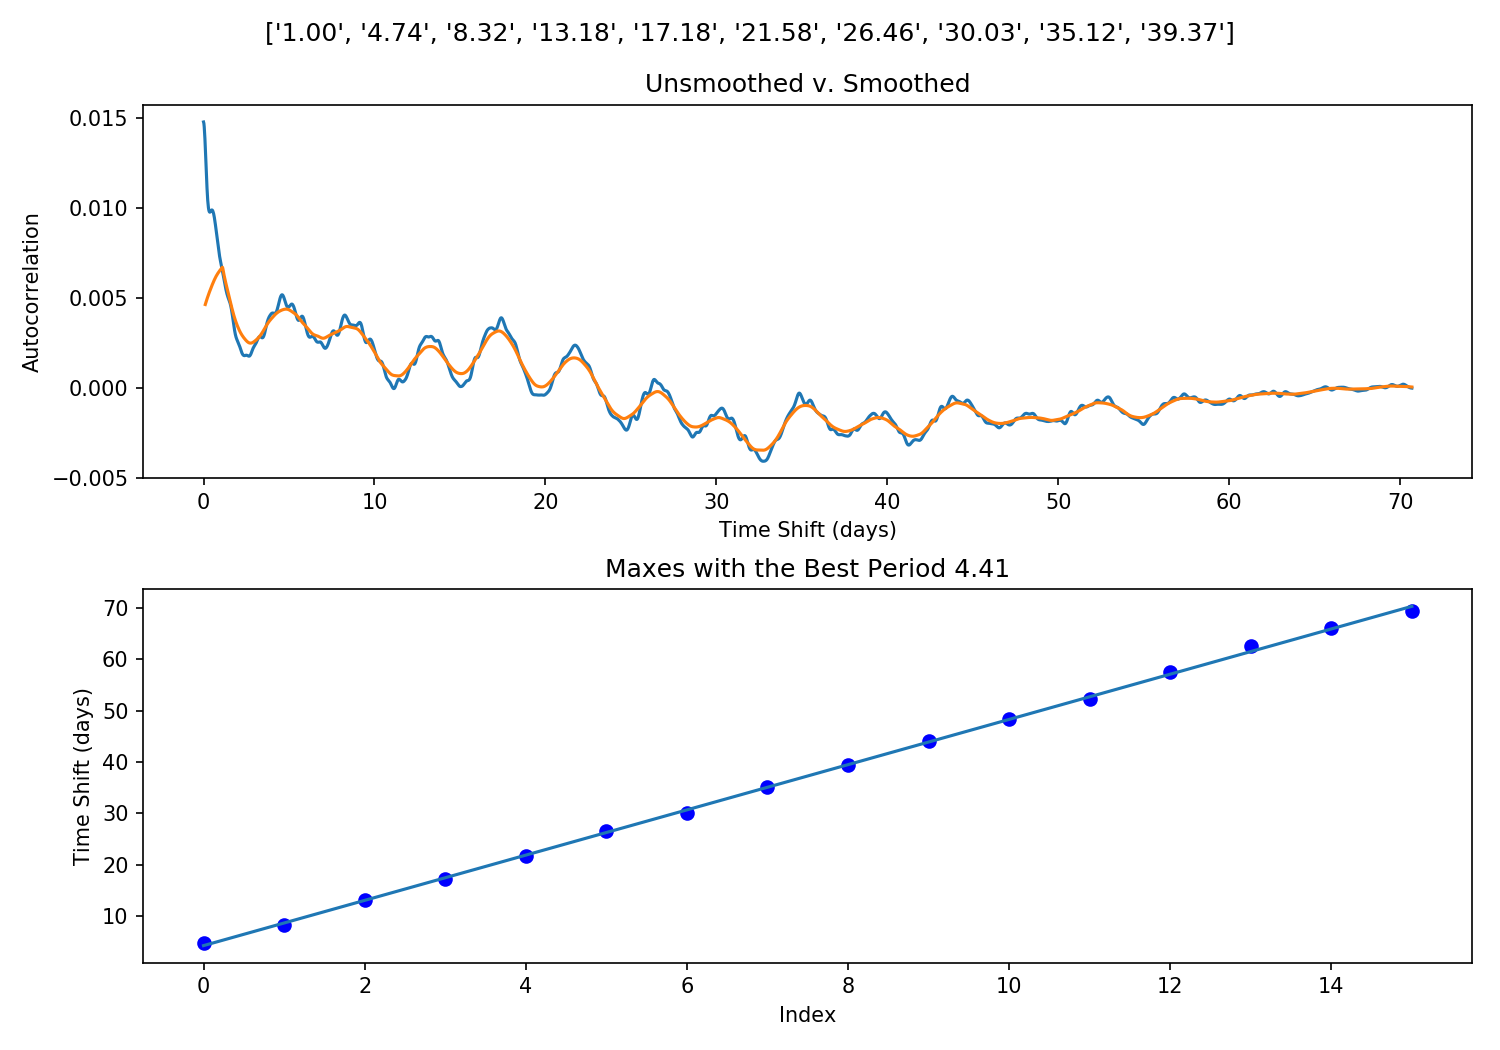 ['1.00', '4.74', '8.32', '13.18', '17.18', '21.58', '26.46', '30.03', '35.12', '39.37']
Unsmoothed v. Smoothed
Autocorrelation
0.015
0.010
0.005
0.000
−0.005
0 10 20 30 40 50 60 70
Time Shift (days)
Maxes with the Best Period 4.41
Time Shift (days)
70
60
50
40
30
20
10
0 2 4 6 8 10 12 14
Index